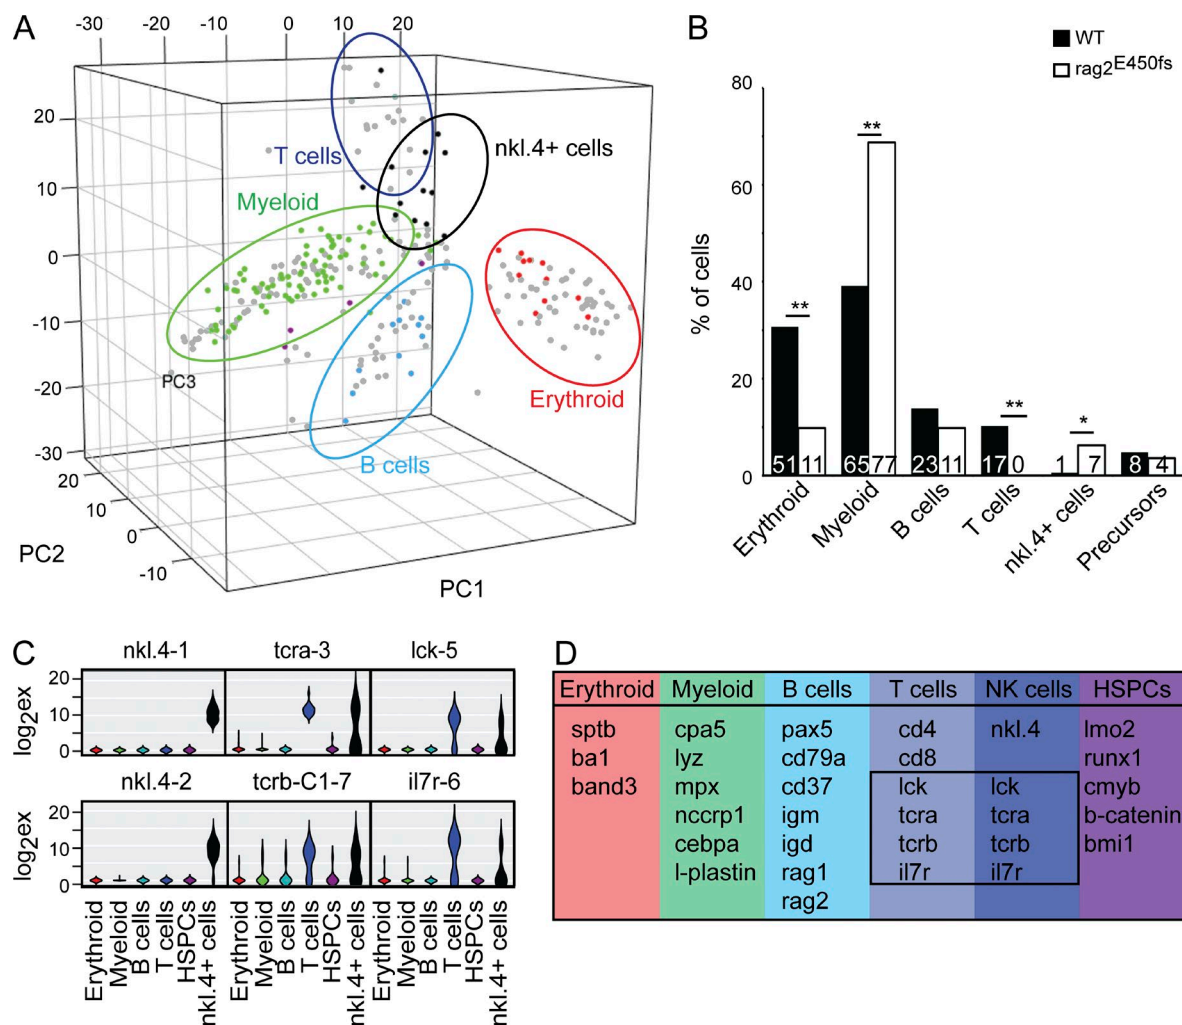 A
-30 -20 -10 0 10 20
20
10
0
-10
-20
-30
20
10
0
-10
PC2
PC1
PC3
T cells
nkl.4+ cells
Myeloid
Erythroid
B cells
B
WT
rag2E450fs
% of cells
80
60
40
20
0
** ** ** *
51 11 65 77 23 11 17 0 1 7 8 4
Erythroid Myeloid B cells T cells nkl.4+ cells Precursors
C
nkl.4-1 tcra-3 lck-5
log2ex
20
10
0
nkl.4-2 tcrb-C1-7 il7r-6
log2ex
20
10
0
Erythroid Myeloid B cells T cells HSPCs nkl.4+ cells Erythroid Myeloid B cells T cells HSPCs nkl.4+ cells Erythroid Myeloid B cells T cells HSPCs nkl.4+ cells
D
Erythroid Myeloid B cells T cells NK cells HSPCs
sptb cpa5 pax5 cd4 nkl.4 lmo2
ba1 lyz cd79a cd8 runx1
band3 mpx cd37 lck lck cmyb
nccrp1 igm tcra tcra b-catenin
cebpa igd tcrb tcrb bmi1
l-plastin rag1 il7r il7r
rag2